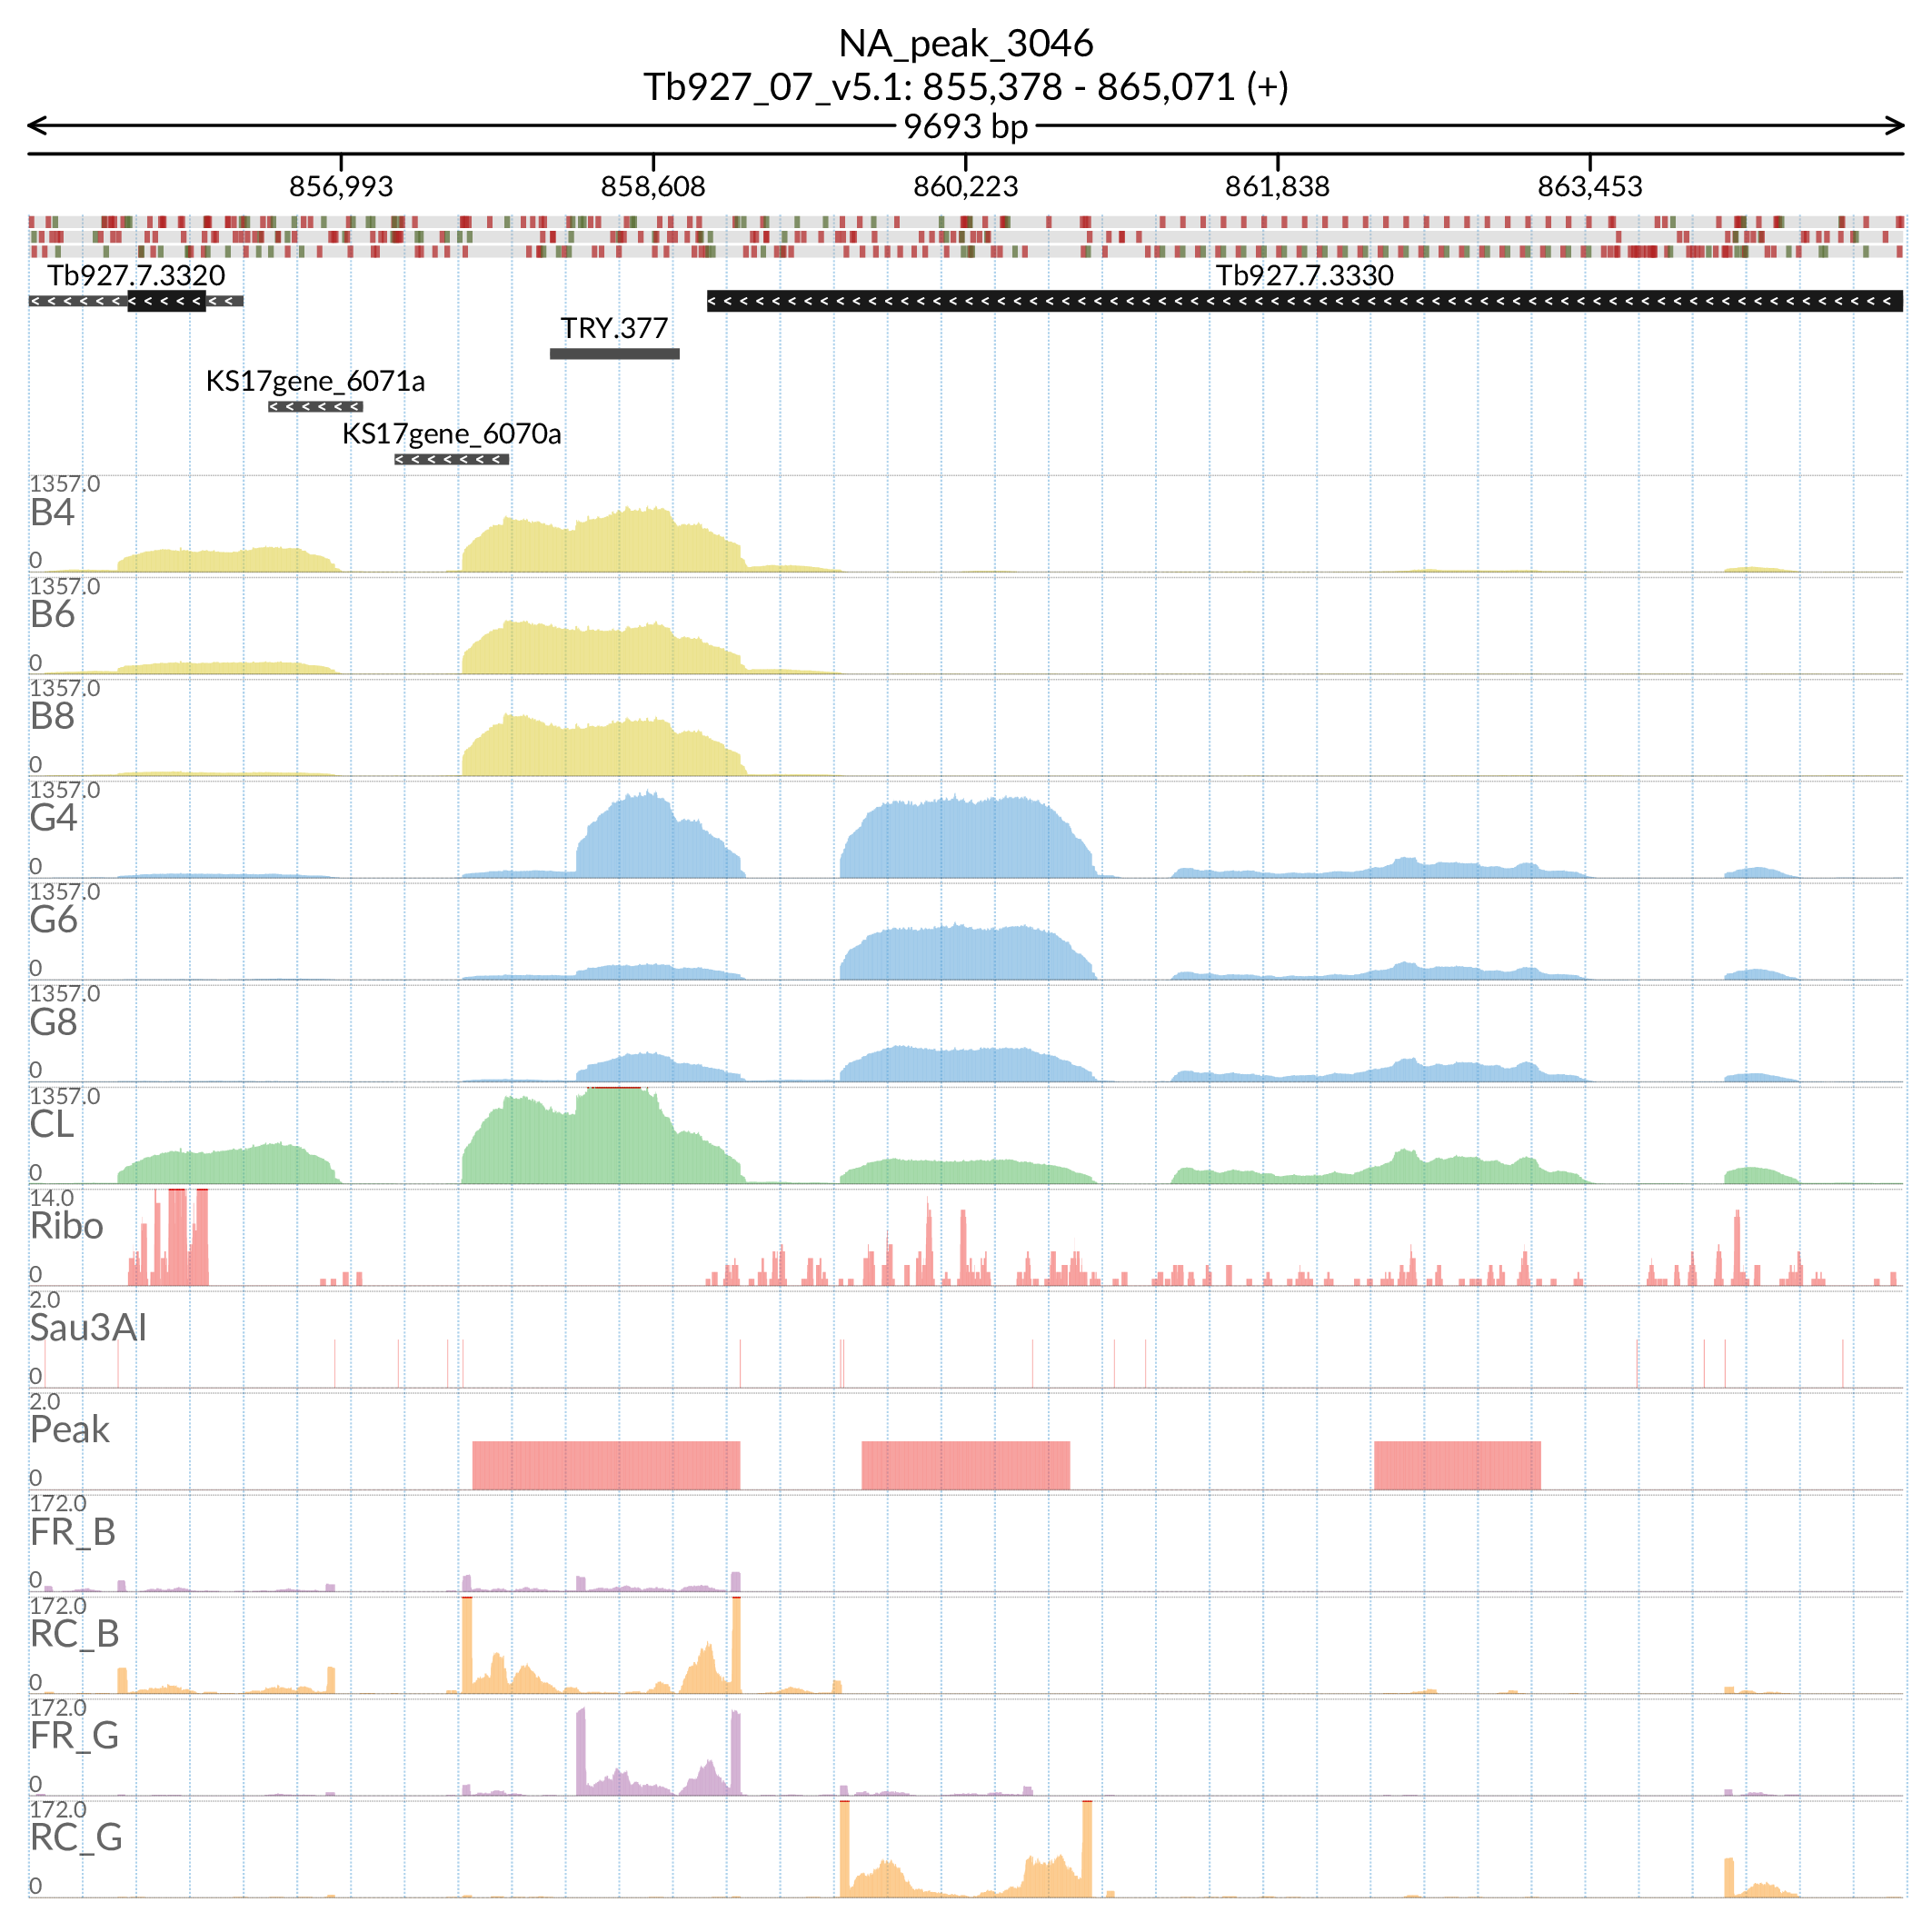 NA_peak_3046
Tb927_07_v5.1: 855,378 - 865,071 (+)
9693 bp
856,993 858,608 860,223 861,838 863,453
Tb927.7.3320 Tb927.7.3330
TRY.377
KS17gene_6071a
KS17gene_6070a
1357.0
B4
0
1357.0
B6
0
1357.0
B8
0
1357.0
G4
0
1357.0
G6
0
1357.0
G8
0
1357.0
CL
0
14.0
Ribo
0
2.0
Sau3AI
0
2.0
Peak
0
172.0
FR_B
0
172.0
RC_B
0
172.0
FR_G
0
172.0
RC_G
0